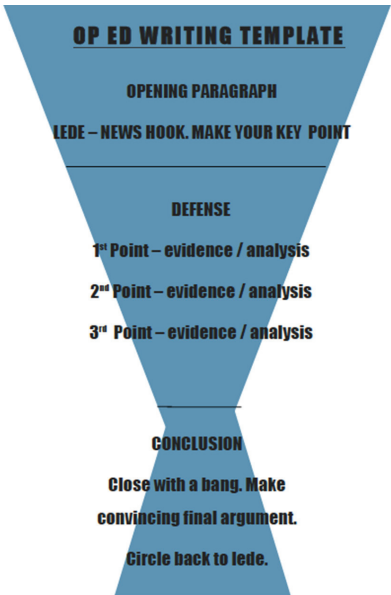 OP ED WRITING TEMPLATE
OPENING PARAGRAPH
LEDE – NEWS HOOK. MAKE YOUR KEY POINT
DEFENSE
1st Point – evidence / analysis
2nd Point – evidence / analysis
3rd Point – evidence / analysis
CONCLUSION
Close with a bang. Make
convincing final argument.
Circle back to lede.